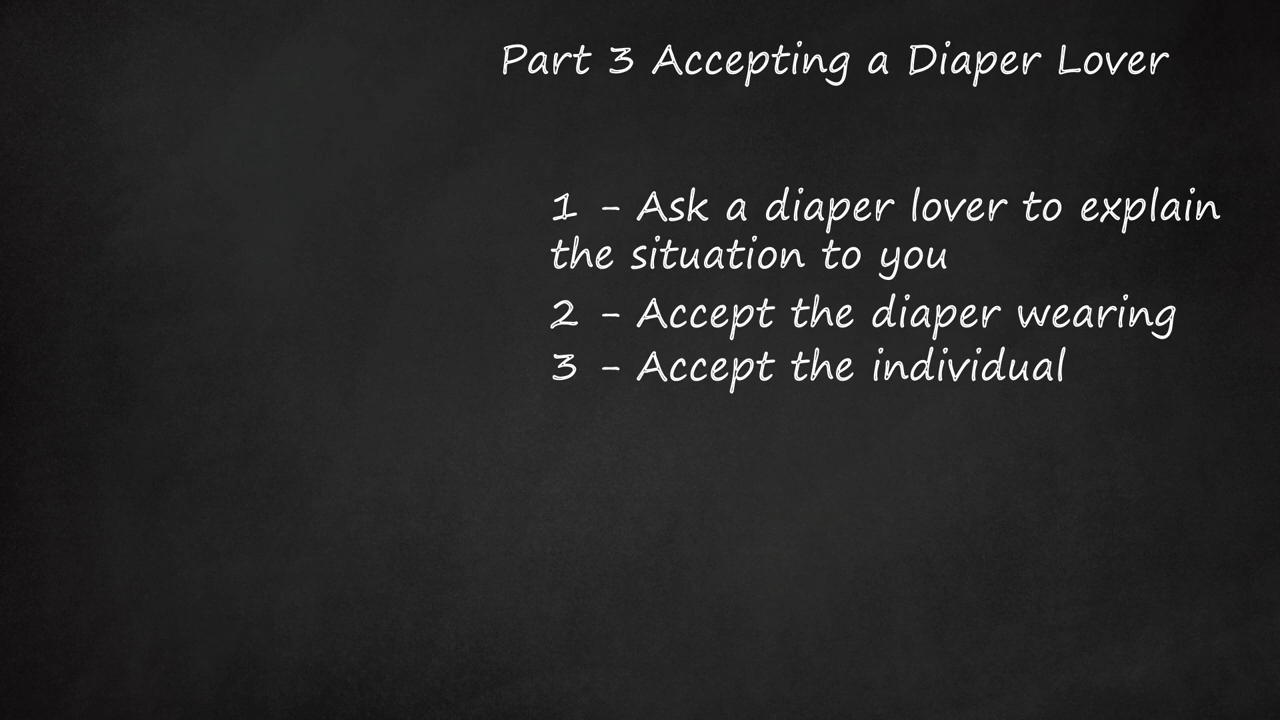 Part 3 Accepting a Diaper Lover
1 - Ask a diaper lover to explain
the situation to you
2 - Accept the diaper wearing
3 - Accept the individual